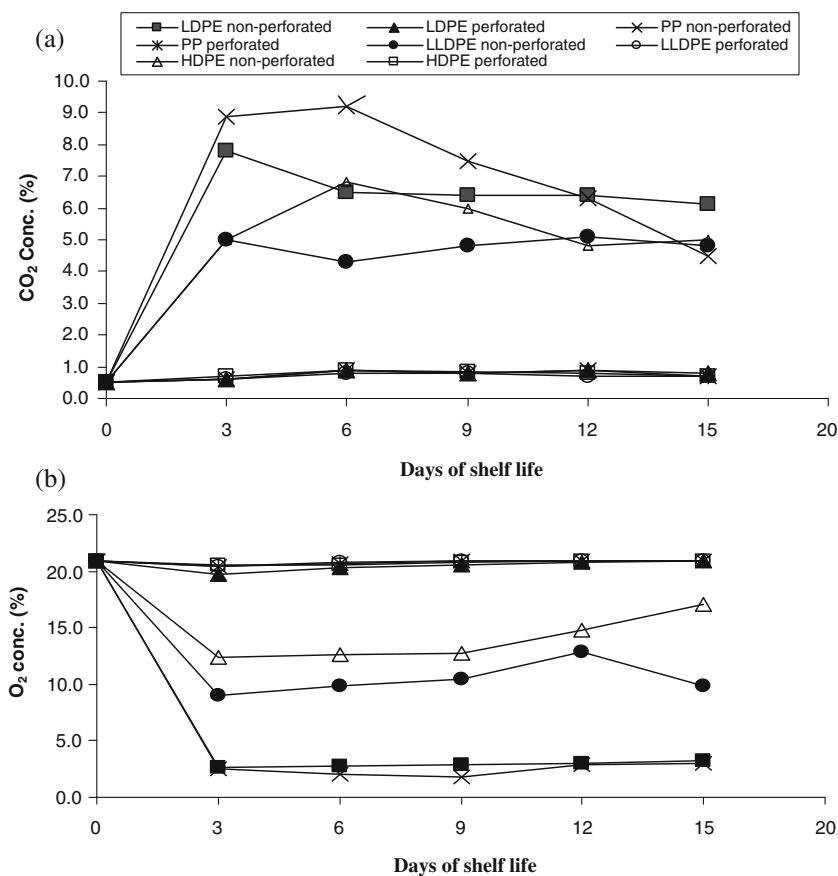 (a)
LDPE non-perforated LDPE perforated PP non-perforated
PP perforated LLDPE non-perforated LLDPE perforated
HDPE non-perforated HDPE perforated
10.0
9.0
8.0
7.0
6.0
5.0
4.0
3.0
2.0
1.0
0.0
CO2 Conc. (%)
0 3 6 9 12 15 20
Days of shelf life
(b)
25.0
20.0
15.0
10.0
5.0
0.0
O2 conc. (%)
0 3 6 9 12 15 20
Days of shelf life